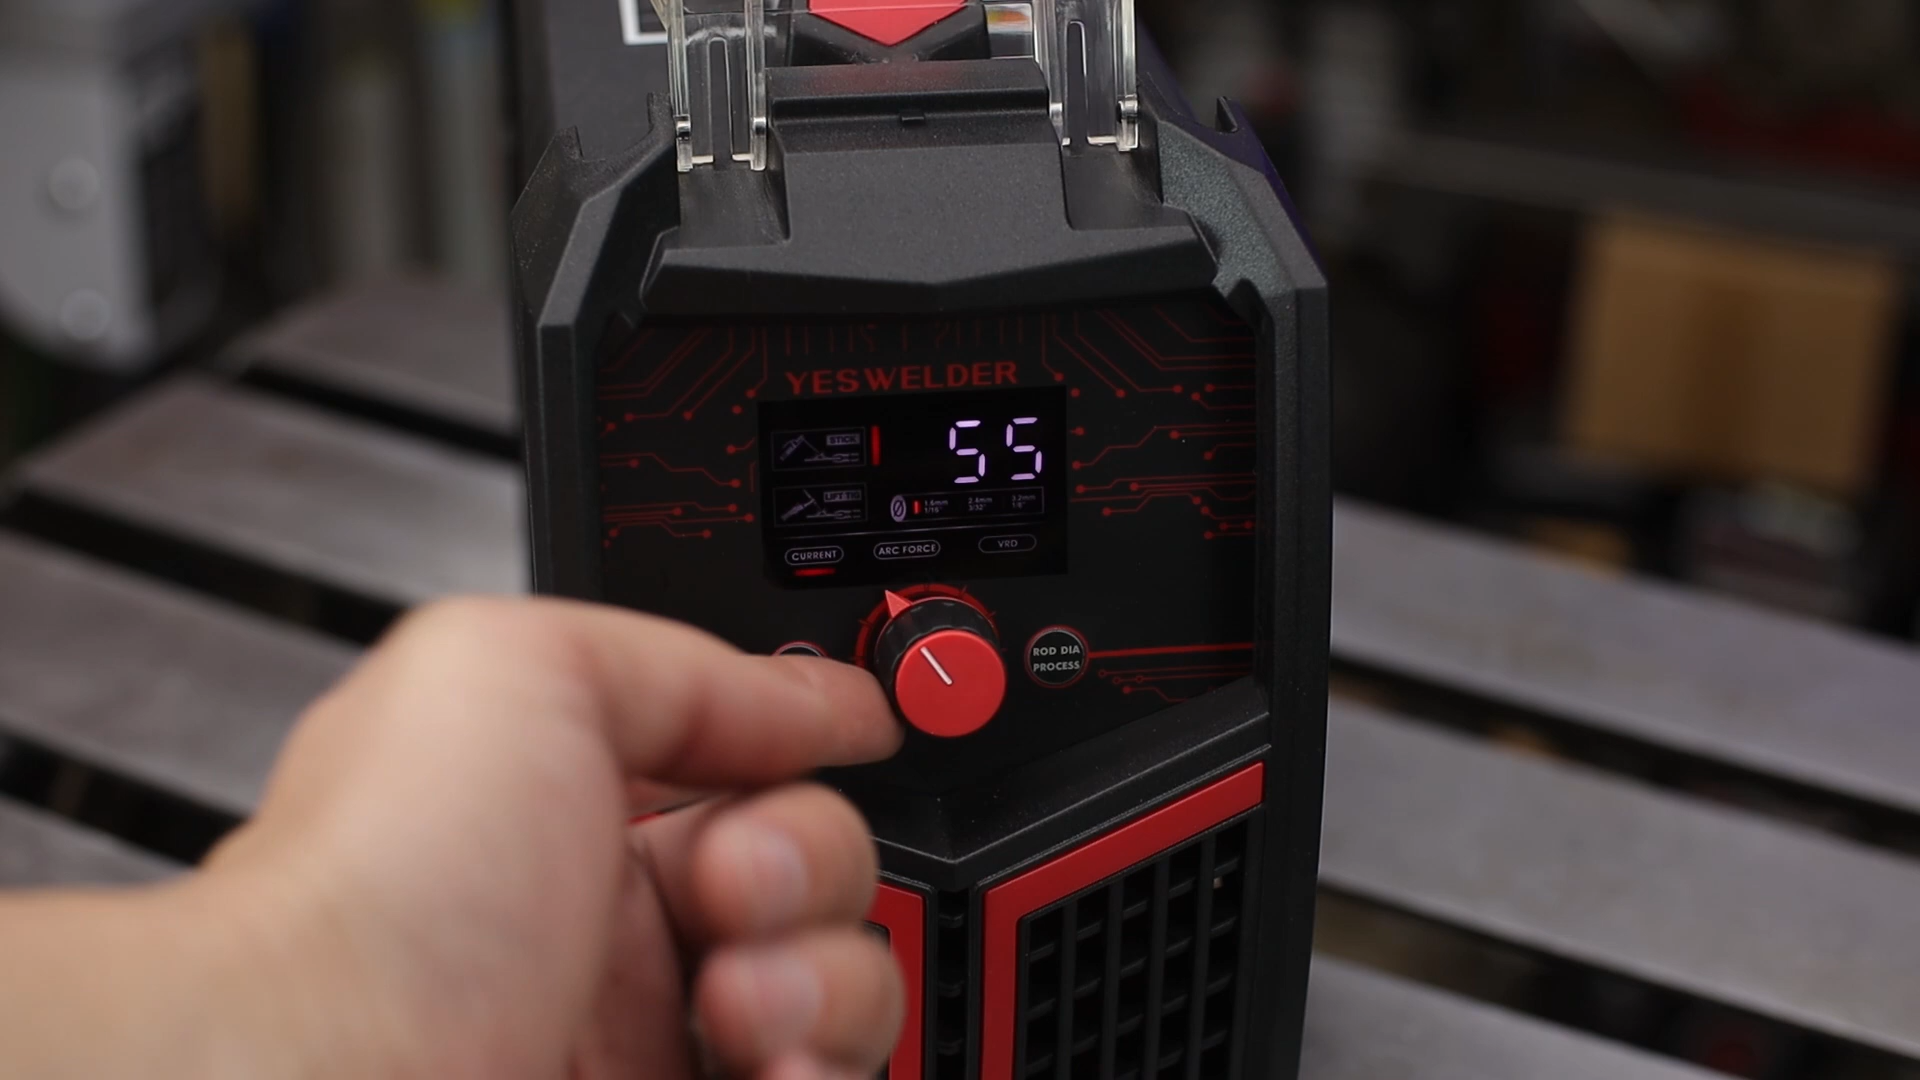 YESWELDER
STICK
55
LIFT TIG
1.6mm 2.4mm 3.2mm
1/16" 3/32" 1/8"
CURRENT ARC FORCE VRD
ROD DIA
PROCESS